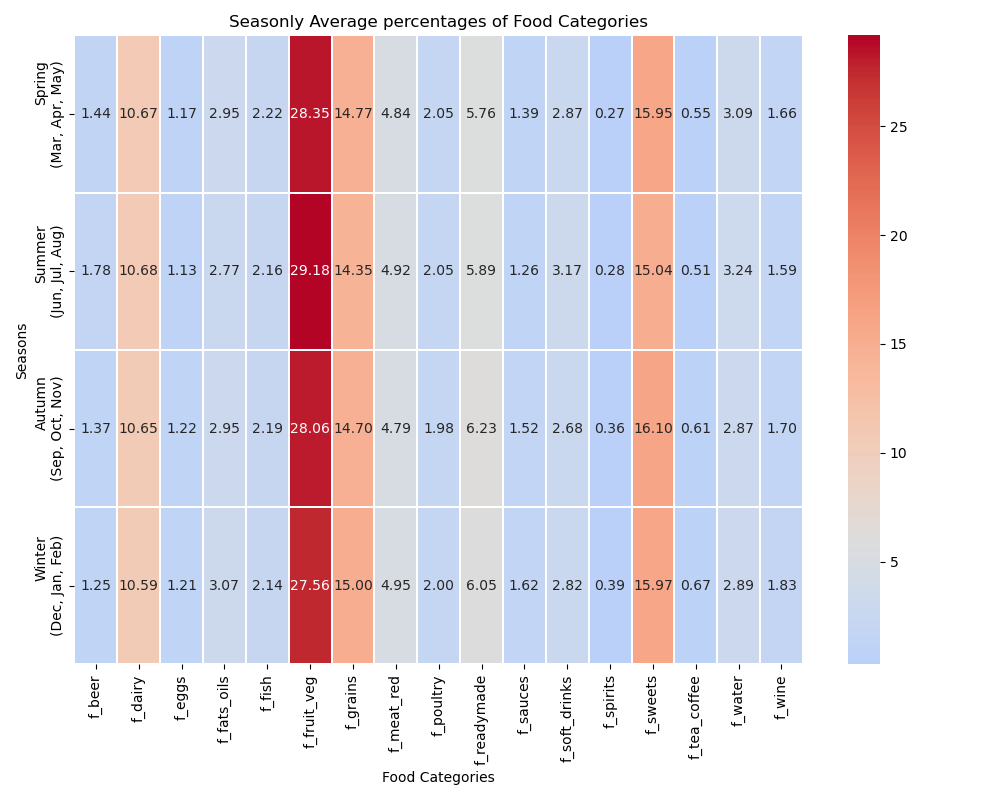 Seasonly Average percentages of Food Categories
Seasons
Spring
(Mar, Apr, May)
1.44 10.67 1.17 2.95 2.22 28.35 14.77 4.84 2.05 5.76 1.39 2.87 0.27 15.95 0.55 3.09 1.66
Summer
(Jun, Jul, Aug)
1.78 10.68 1.13 2.77 2.16 29.18 14.35 4.92 2.05 5.89 1.26 3.17 0.28 15.04 0.51 3.24 1.59
Autumn
(Sep, Oct, Nov)
1.37 10.65 1.22 2.95 2.19 28.06 14.70 4.79 1.98 6.23 1.52 2.68 0.36 16.10 0.61 2.87 1.70
Winter
(Dec, Jan, Feb)
1.25 10.59 1.21 3.07 2.14 27.56 15.00 4.95 2.00 6.05 1.62 2.82 0.39 15.97 0.67 2.89 1.83
f_beer
f_dairy
f_eggs
f_fats_oils
f_fish
f_fruit_veg
f_grains
f_meat_red
f_poultry
f_readymade
f_sauces
f_soft_drinks
f_spirits
f_sweets
f_tea_coffee
f_water
f_wine
Food Categories
25
20
15
10
5